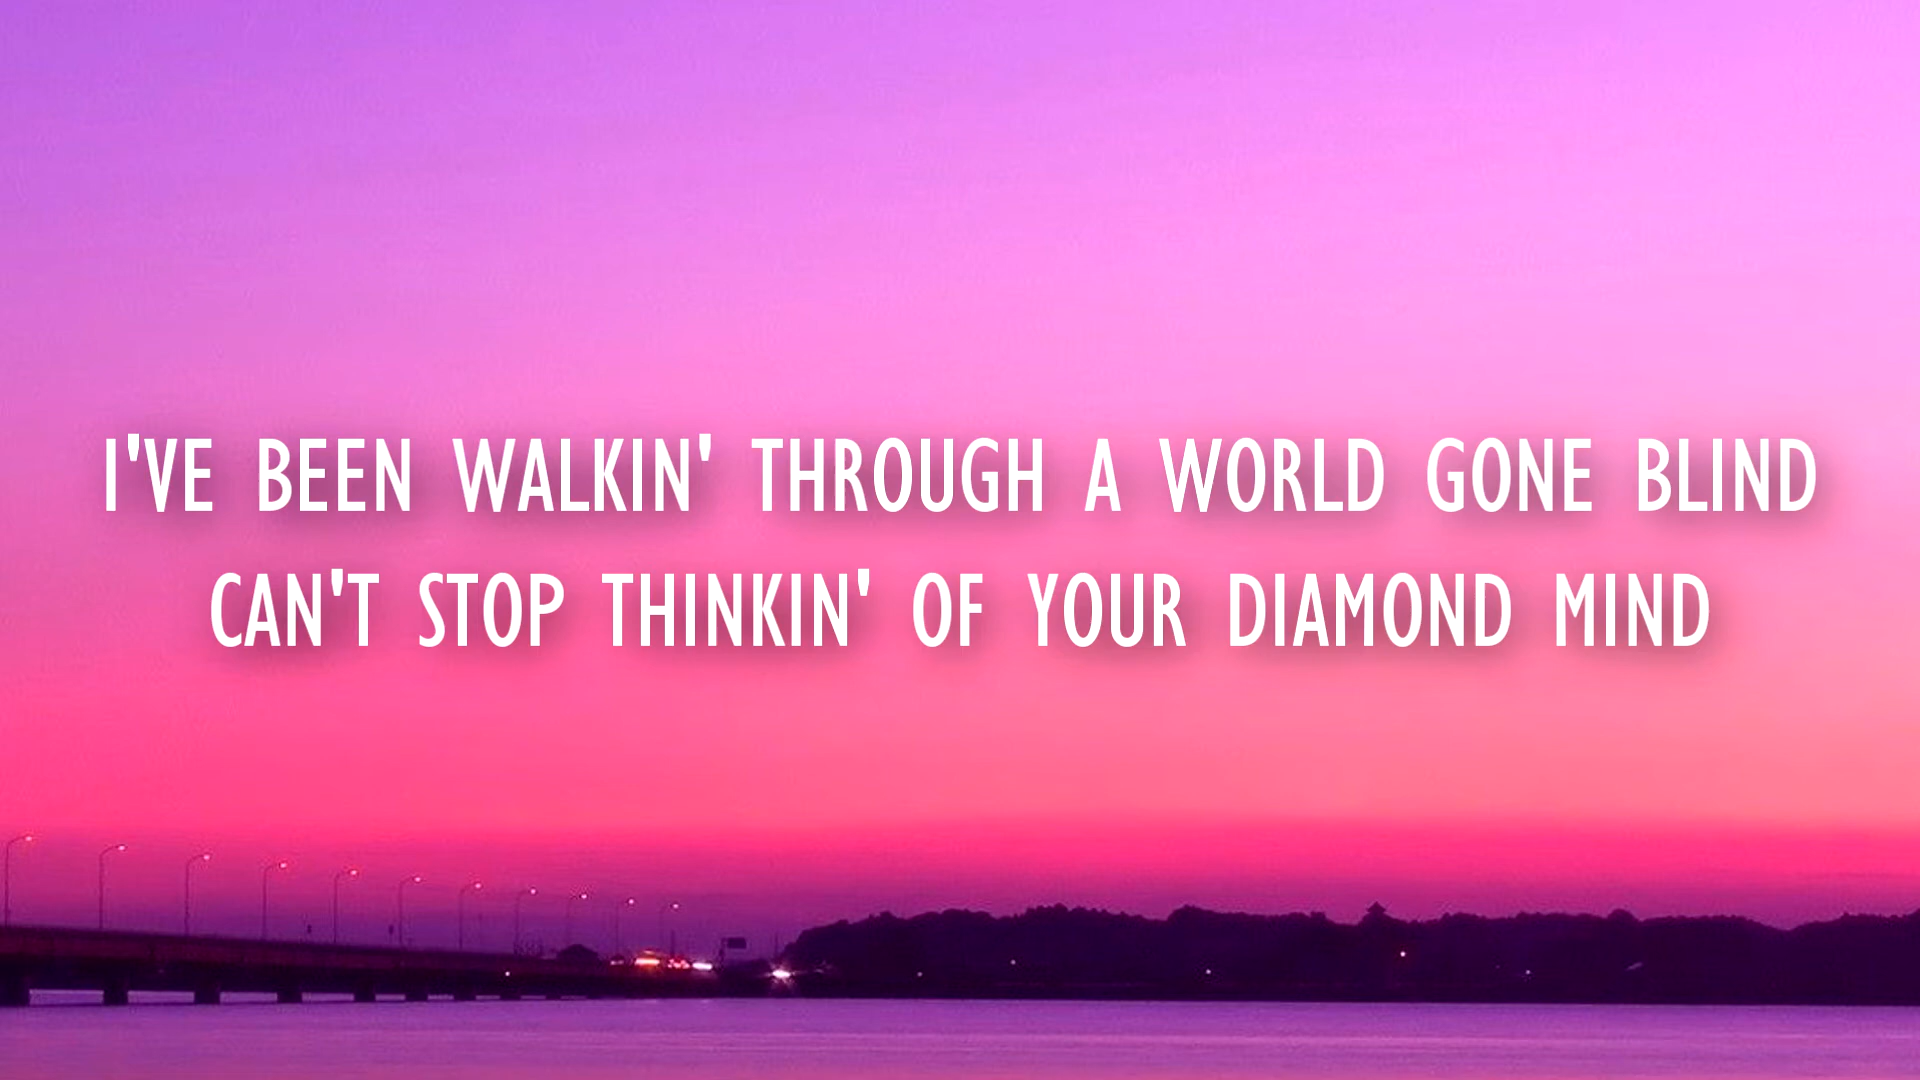 I'VE BEEN WALKIN' THROUGH A WORLD GONE BLIND
CAN'T STOP THINKIN' OF YOUR DIAMOND MIND